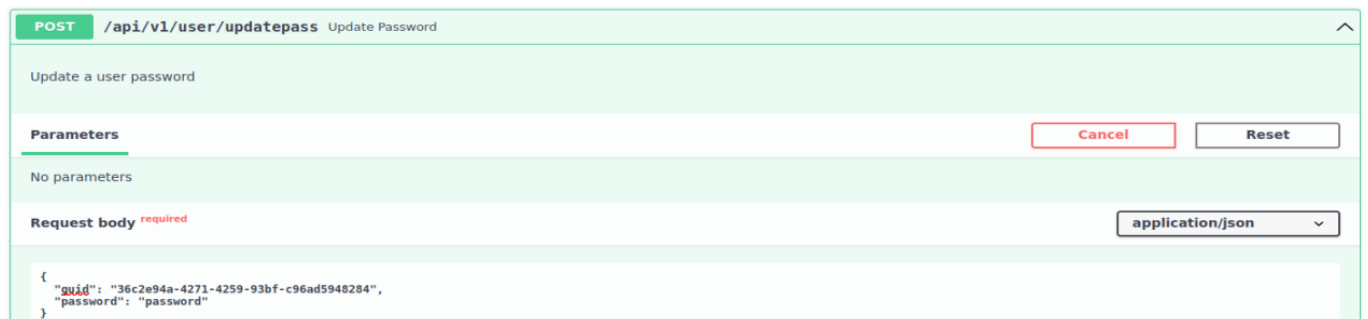 POST /api/v1/user/updatepass Update Password
Update a user password
Parameters Cancel Reset
No parameters
Request body required application/json
{
"guid": "36c2e94a-4271-4259-93bf-c96ad5948284",
"password": "password"
}